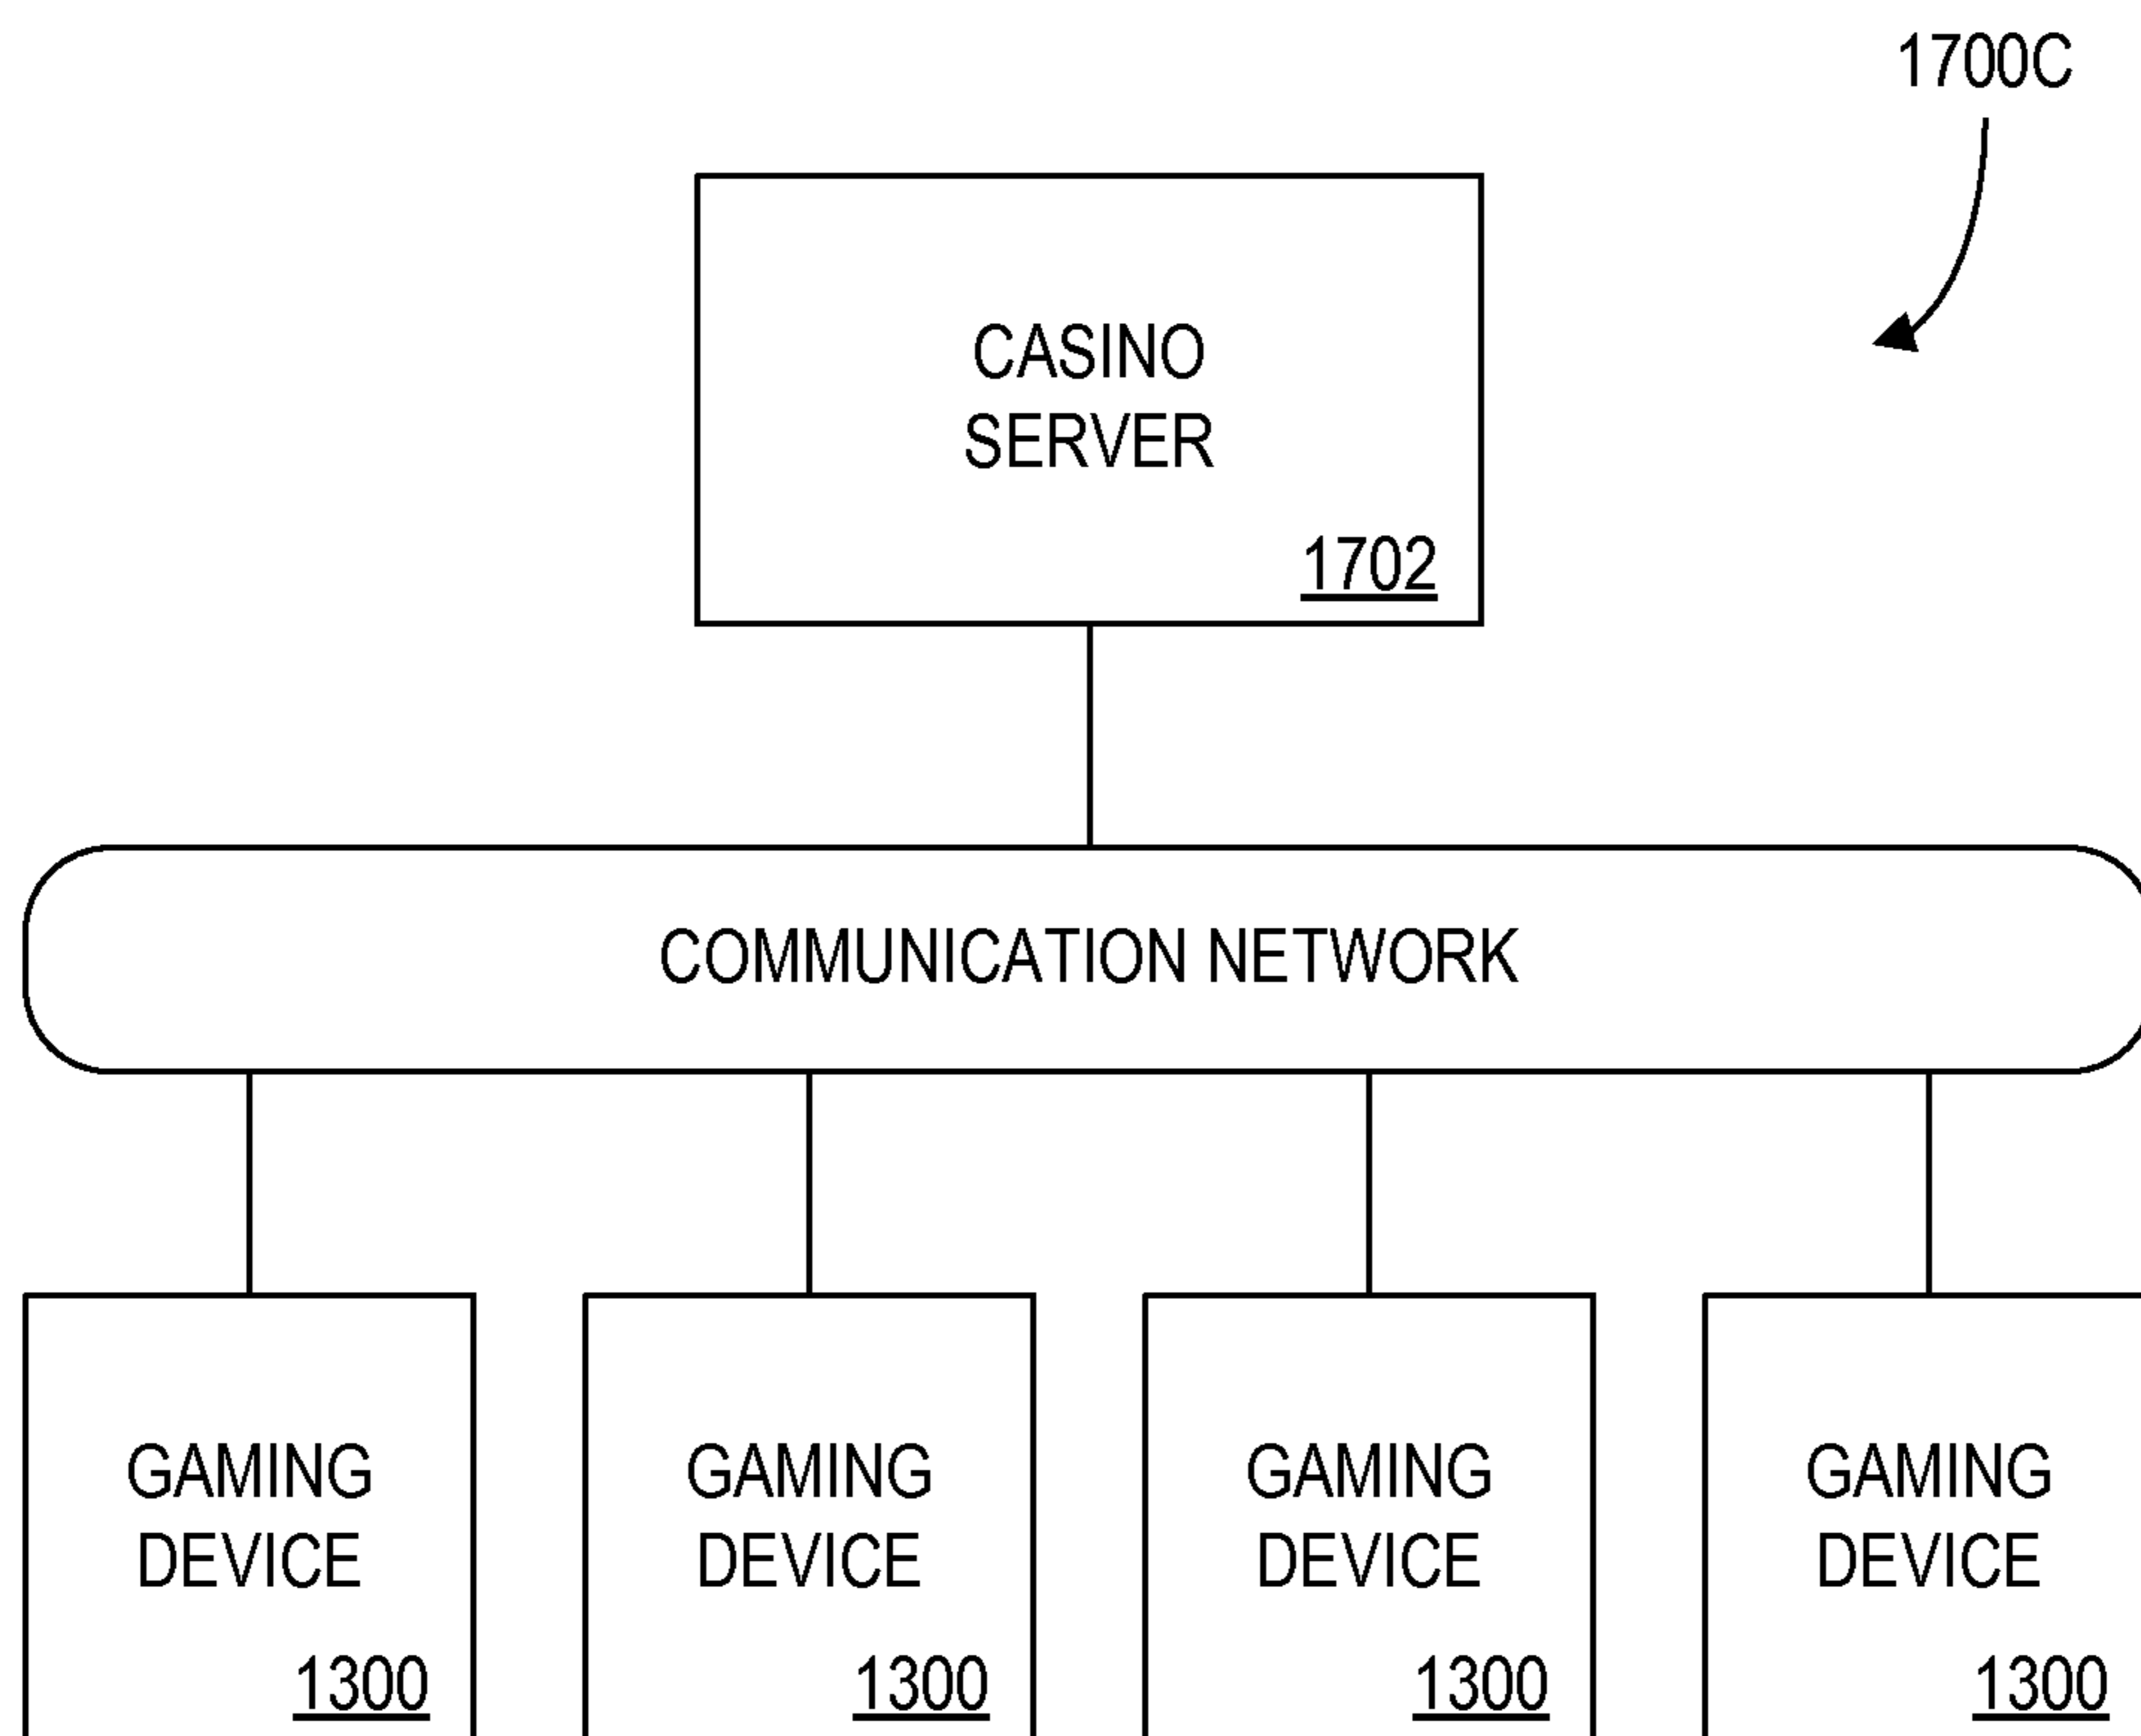 1700C
CASINO
SERVER
1702
COMMUNICATION NETWORK
GAMING
DEVICE
1300
GAMING
DEVICE
1300
GAMING
DEVICE
1300
GAMING
DEVICE
1300